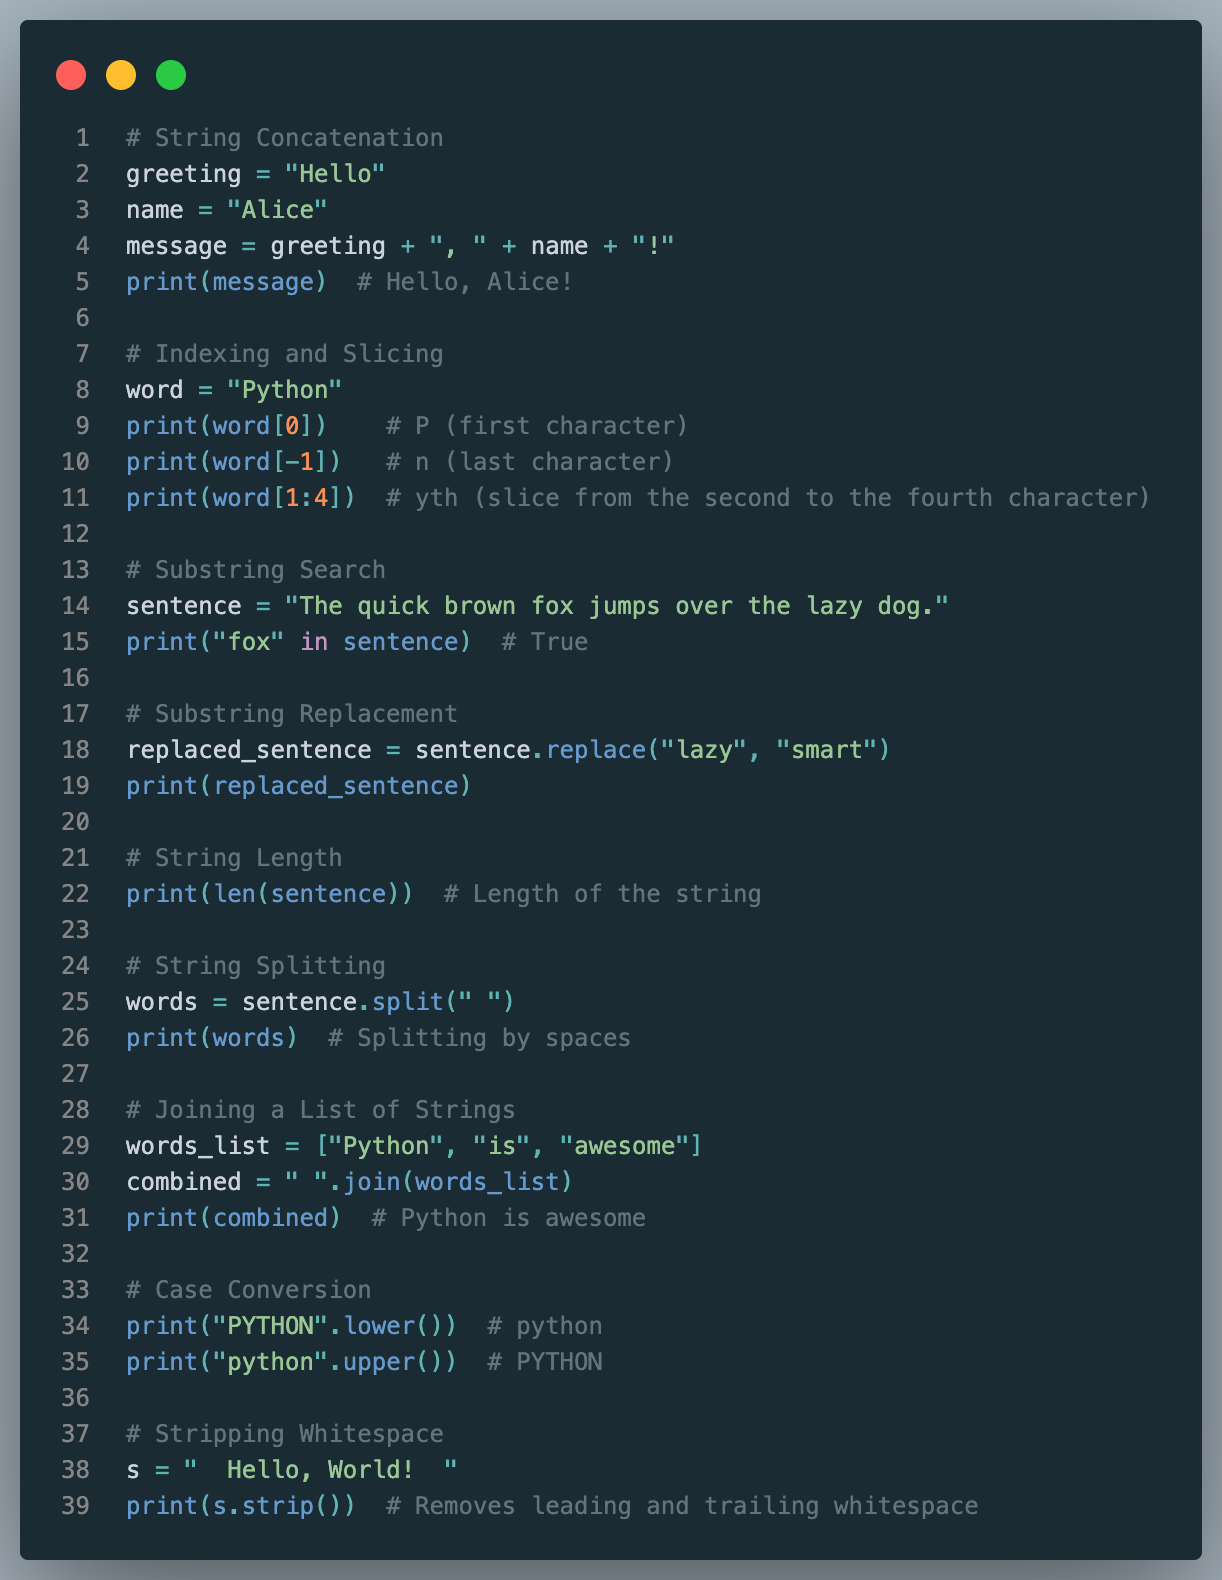 1 # String Concatenation
2 greeting = "Hello"
3 name = "Alice"
4 message = greeting + ", " + name + "!"
5 print(message)  # Hello, Alice!
6
7 # Indexing and Slicing
8 word = "Python"
9 print(word[0])    # P (first character)
10 print(word[-1])   # n (last character)
11 print(word[1:4])  # yth (slice from the second to the fourth character)
12
13 # Substring Search
14 sentence = "The quick brown fox jumps over the lazy dog."
15 print("fox" in sentence)  # True
16
17 # Substring Replacement
18 replaced_sentence = sentence.replace("lazy", "smart")
19 print(replaced_sentence)
20
21 # String Length
22 print(len(sentence))  # Length of the string
23
24 # String Splitting
25 words = sentence.split(" ")
26 print(words)  # Splitting by spaces
27
28 # Joining a List of Strings
29 words_list = ["Python", "is", "awesome"]
30 combined = " ".join(words_list)
31 print(combined)  # Python is awesome
32
33 # Case Conversion
34 print("PYTHON".lower())  # python
35 print("python".upper())  # PYTHON
36
37 # Stripping Whitespace
38 s = "  Hello, World!  "
39 print(s.strip())  # Removes leading and trailing whitespace